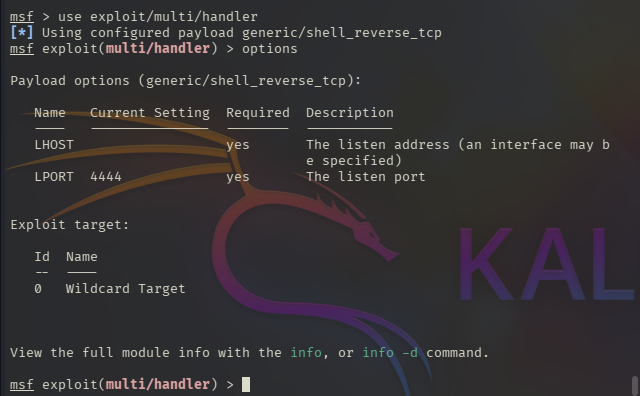 msf > use exploit/multi/handler
[*] Using configured payload generic/shell_reverse_tcp
msf exploit(multi/handler) > options
Payload options (generic/shell_reverse_tcp):
Name Current Setting Required Description
---- --------------- -------- -----------
LHOST yes The listen address (an interface may b
e specified)
LPORT 4444 yes The listen port
Exploit target:
Id Name
-- ----
0 Wildcard Target
KAL
View the full module info with the info, or info -d command.
msf exploit(multi/handler) >